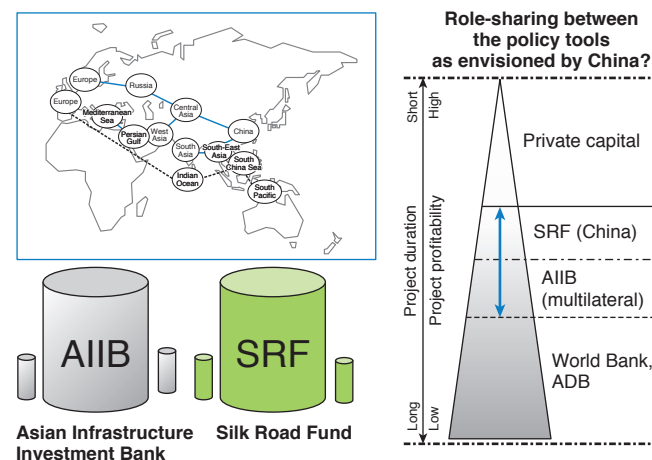 Europe
Russia
Europe
Mediterranean
Sea
Central
Asia
Persian
Gulf
West
Asia
China
South
Asia
South-East
Asia
South
China Sea
Indian
Ocean
South
Pacific
AIIB
SRF
Asian Infrastructure
Investment Bank
Silk Road Fund
Role-sharing between
the policy tools
as envisioned by China?
Short
High
Project duration
Project profitability
Long
Low
Private capital
SRF (China)
AIIB
(multilateral)
World Bank,
ADB